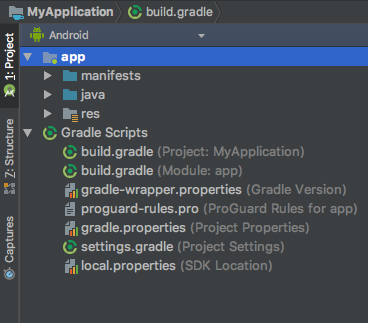 MyApplication build.gradle
1: Project
Android
app
manifests
java
res
Gradle Scripts
build.gradle (Project: MyApplication)
build.gradle (Module: app)
gradle-wrapper.properties (Gradle Version)
proguard-rules.pro (ProGuard Rules for app)
gradle.properties (Project Properties)
settings.gradle (Project Settings)
local.properties (SDK Location)
7: Structure
Captures